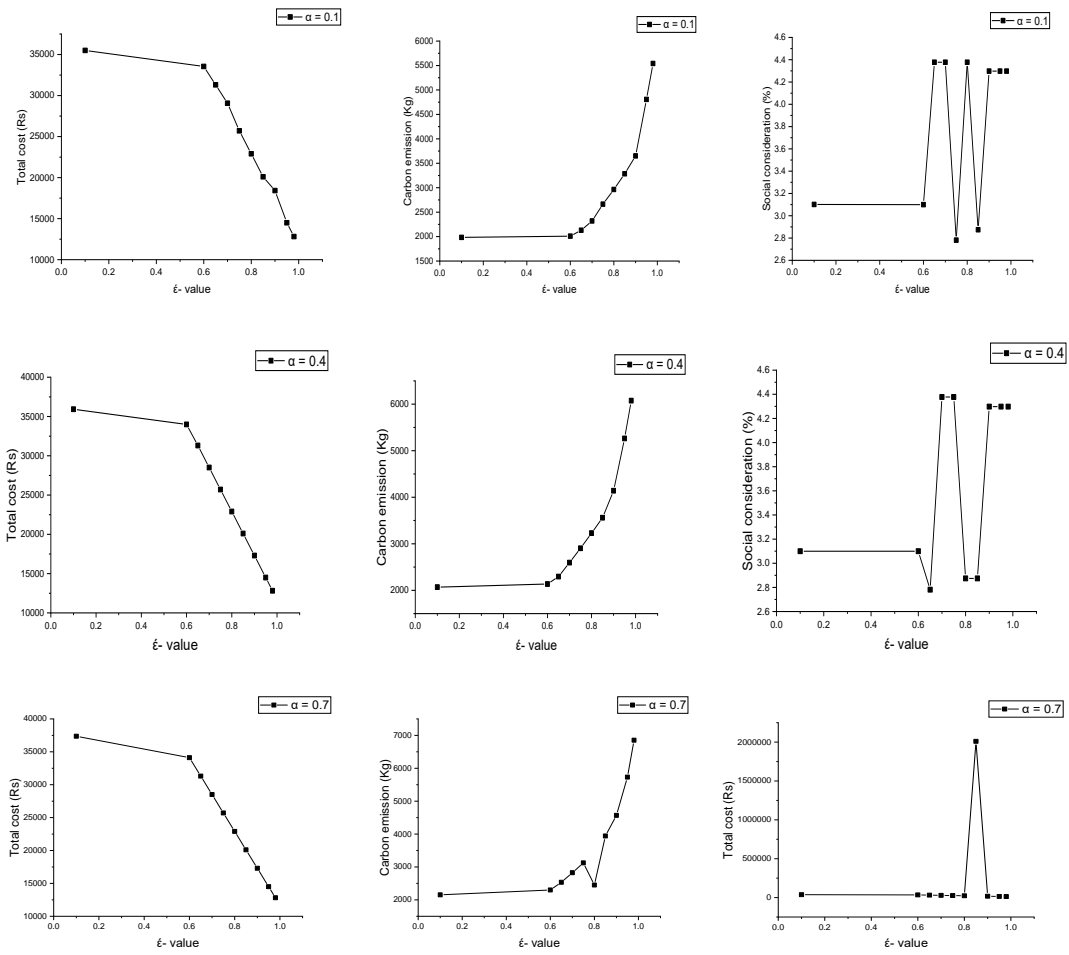 α = 0.1
35000
30000
25000
20000
15000
10000
Total cost (Rs)
0.0 0.2 0.4 0.6 0.8 1.0
έ- value
α = 0.1
6000
5500
5000
4500
4000
3500
3000
2500
2000
1500
Carbon emission (Kg)
0.0 0.2 0.4 0.6 0.8 1.0
έ- value
α = 0.1
4.6
4.4
4.2
4.0
3.8
3.6
3.4
3.2
3.0
2.8
2.6
Social consideration (%)
0.0 0.2 0.4 0.6 0.8 1.0
έ- value
α = 0.4
40000
35000
30000
25000
20000
15000
10000
Total cost (Rs)
0.0 0.2 0.4 0.6 0.8 1.0
έ- value
α = 0.4
6000
5000
4000
3000
2000
Carbon emission (Kg)
0.0 0.2 0.4 0.6 0.8 1.0
έ- value
α = 0.4
4.6
4.4
4.2
4.0
3.8
3.6
3.4
3.2
3.0
2.8
2.6
Social consideration (%)
0.0 0.2 0.4 0.6 0.8 1.0
έ- value
α = 0.7
40000
35000
30000
25000
20000
15000
10000
Total cost (Rs)
0.0 0.2 0.4 0.6 0.8 1.0
έ- value
α = 0.7
7000
6000
5000
4000
3000
2000
Carbon emission (Kg)
0.0 0.2 0.4 0.6 0.8 1.0
έ- value
α = 0.7
2000000
1500000
1000000
500000
0
Total cost (Rs)
0.0 0.2 0.4 0.6 0.8 1.0
έ- value